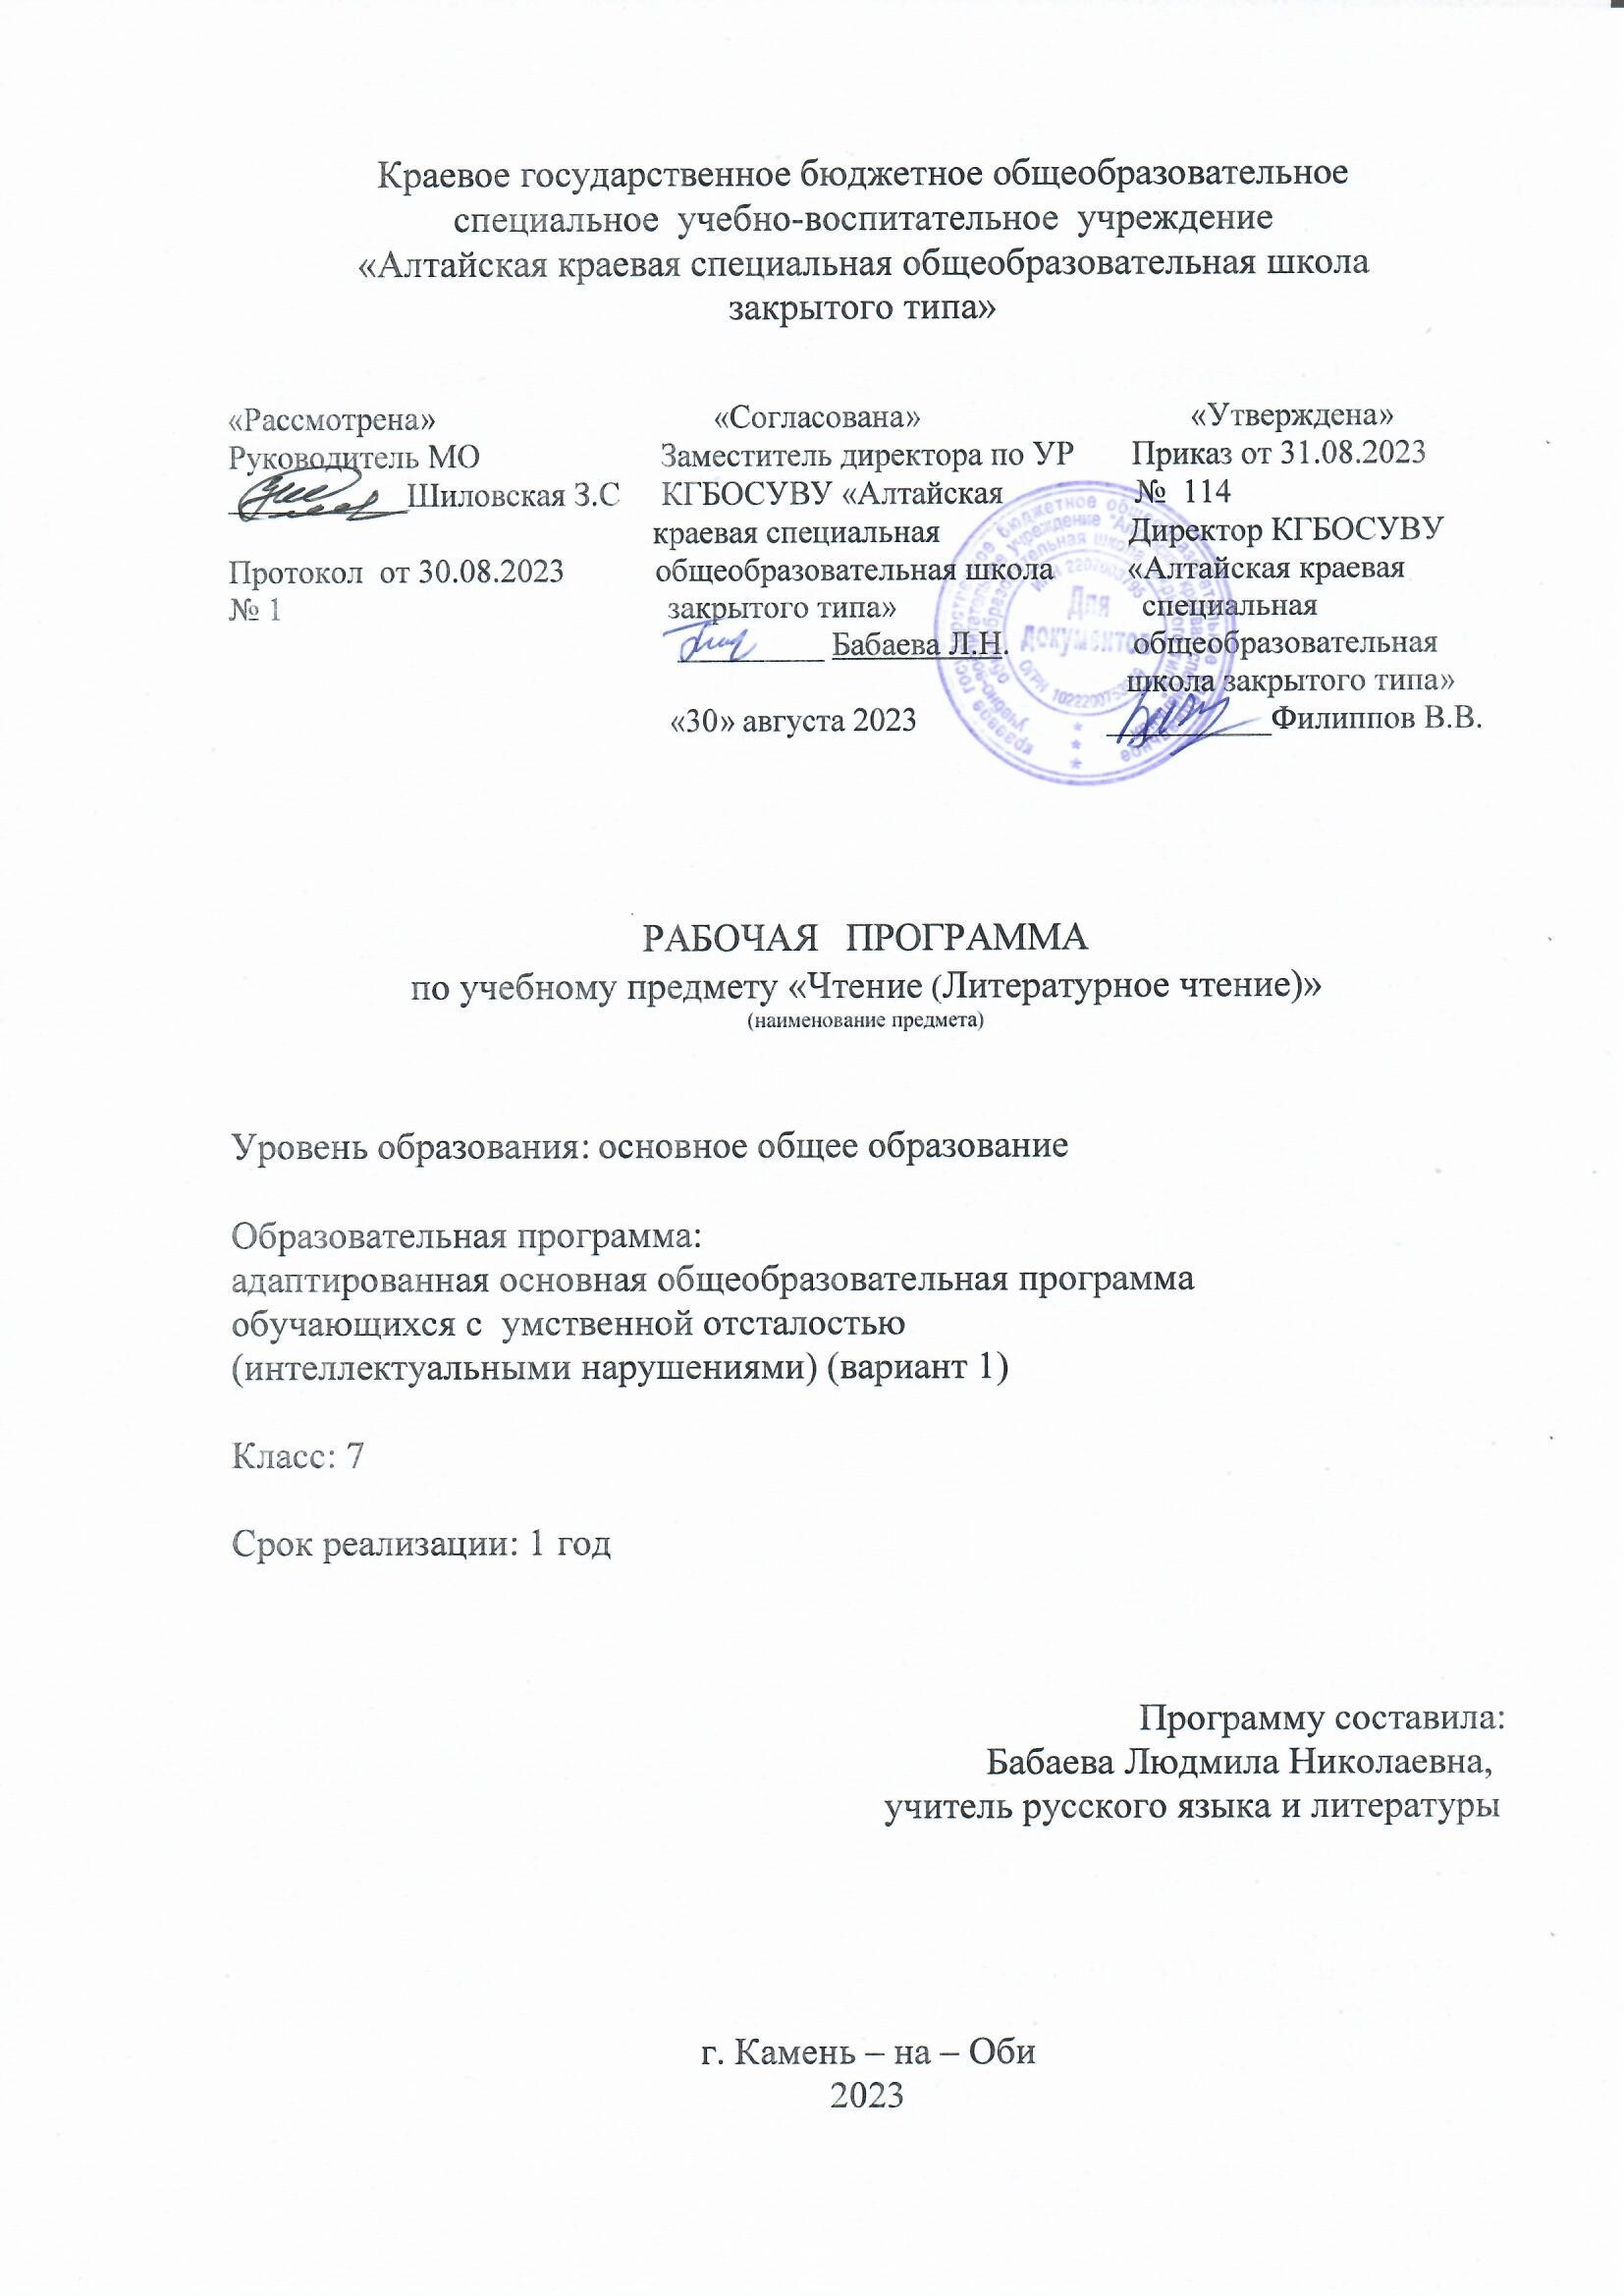 Краевое государственное бюджетное общеобразовательное
специальное учебно-воспитательное учреждение
«Алтайская краевая специальная общеобразовательная школа
закрытого типа»
«Рассмотрена»
Руководитель МО
Шиловская З.С
Протокол от 30.08.2023
№ 1
«Согласована»
Заместитель директора по УР
КГБОСУВУ «Алтайская
краевая специальная
общеобразовательная школа
закрытого типа»
Бабаева Л.Н.
«30» августа 2023
«Утверждена»
Приказ от 31.08.2023
№ 114
Директор КГБОСУВУ
«Алтайская краевая
специальная
общеобразовательная
школа закрытого типа»
Филиппов В.В.
Для
документов
РАБОЧАЯ ПРОГРАММА
по учебному предмету «Чтение (Литературное чтение)»
(наименование предмета)
Уровень образования: основное общее образование
Образовательная программа:
адаптированная основная общеобразовательная программа
обучающихся с умственной отсталостью
(интеллектуальными нарушениями) (вариант 1)
Класс: 7
Срок реализации: 1 год
Программу составила:
Бабаева Людмила Николаевна,
учитель русского языка и литературы
г. Камень – на – Оби
2023